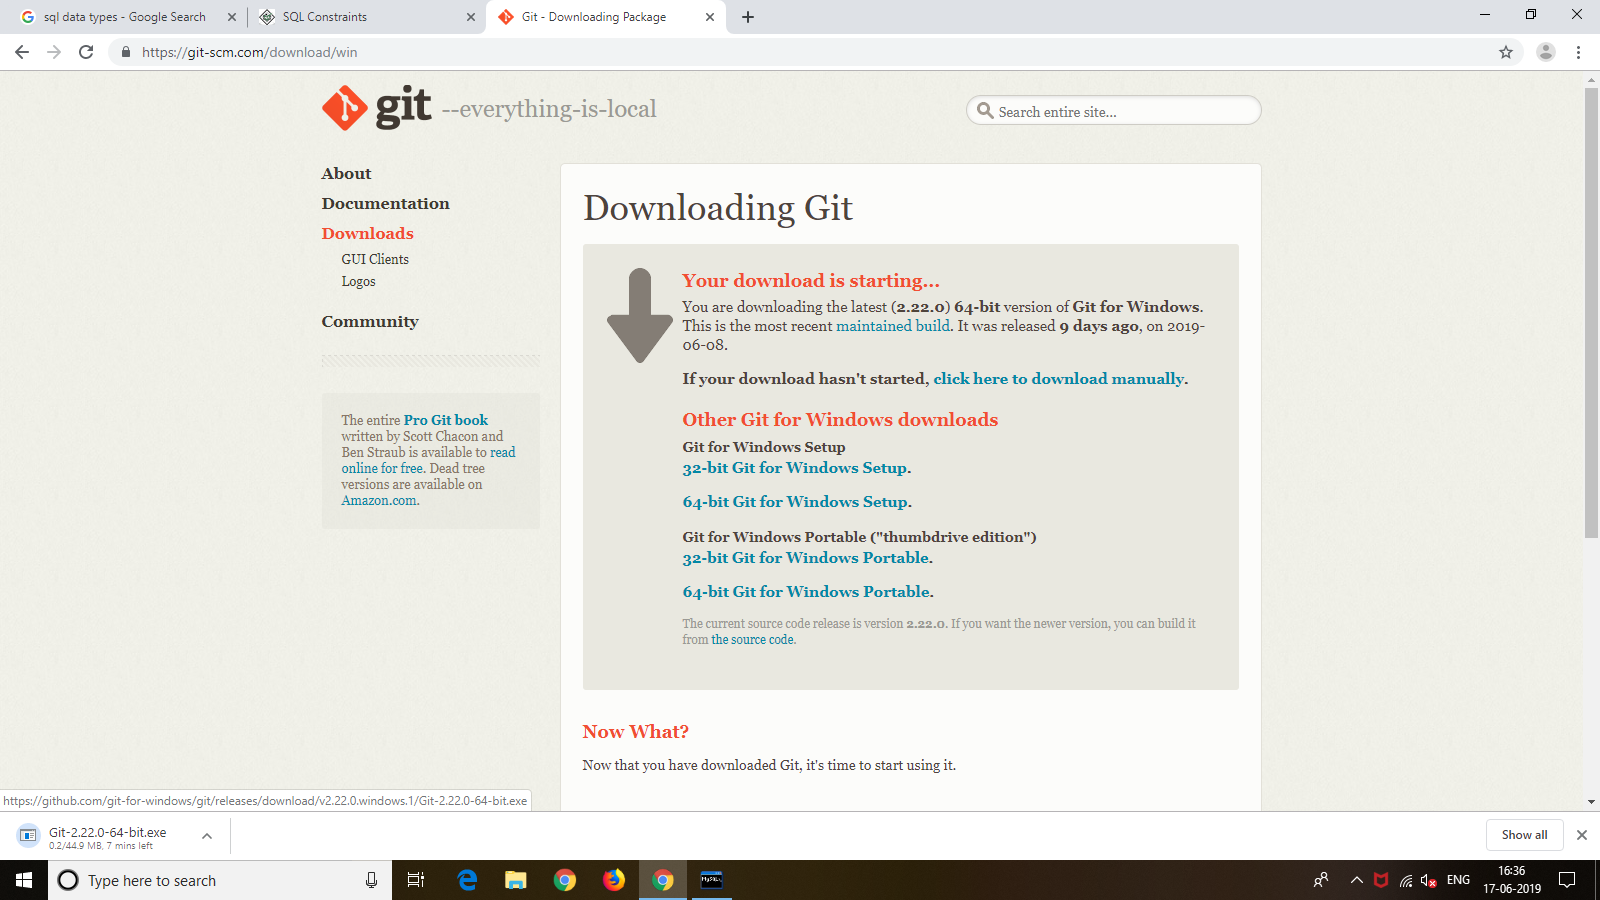 sql data types - Google Search
SQL Constraints
Git - Downloading Package
https://git-scm.com/download/win
git --everything-is-local
Search entire site...
About
Documentation
Downloads
GUI Clients
Logos
Community
The entire Pro Git book
written by Scott Chacon and
Ben Straub is available to read
online for free. Dead tree
versions are available on
Amazon.com.
Downloading Git
Your download is starting...
You are downloading the latest (2.22.0) 64-bit version of Git for Windows.
This is the most recent maintained build. It was released 9 days ago, on 2019-
06-08.
If your download hasn't started, click here to download manually.
Other Git for Windows downloads
Git for Windows Setup
32-bit Git for Windows Setup.
64-bit Git for Windows Setup.
Git for Windows Portable ("thumbdrive edition")
32-bit Git for Windows Portable.
64-bit Git for Windows Portable.
The current source code release is version 2.22.0. If you want the newer version, you can build it
from the source code.
Now What?
Now that you have downloaded Git, it's time to start using it.
https://github.com/git-for-windows/git/releases/download/v2.22.0.windows.1/Git-2.22.0-64-bit.exe
Git-2.22.0-64-bit.exe
0.2/44.9 MB, 7 mins left
Show all
Type here to search
MySQL
ENG
16:36
17-06-2019